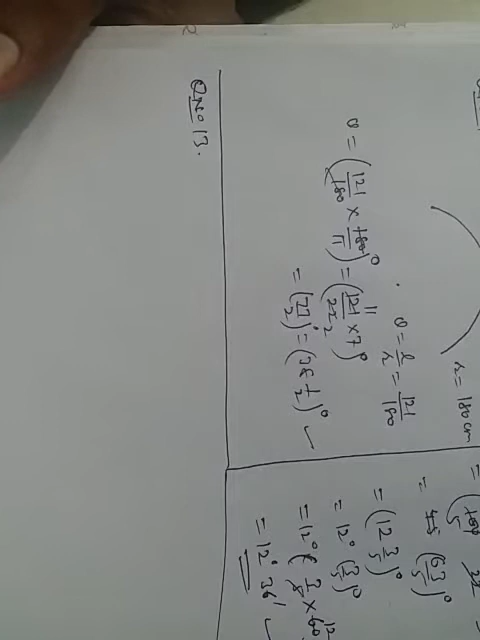 r = 180 cm
θ = l/r = 121/180
θ = (121/180 × 180/π)° = (121/22 × 7)°
= (77/2)° = (38 1/2)°
Q.No 13.
= (63/5)°
= (12 3/5)°
= 12° (3/5)°
= 12° (3/5 × 60
= 12° 36'